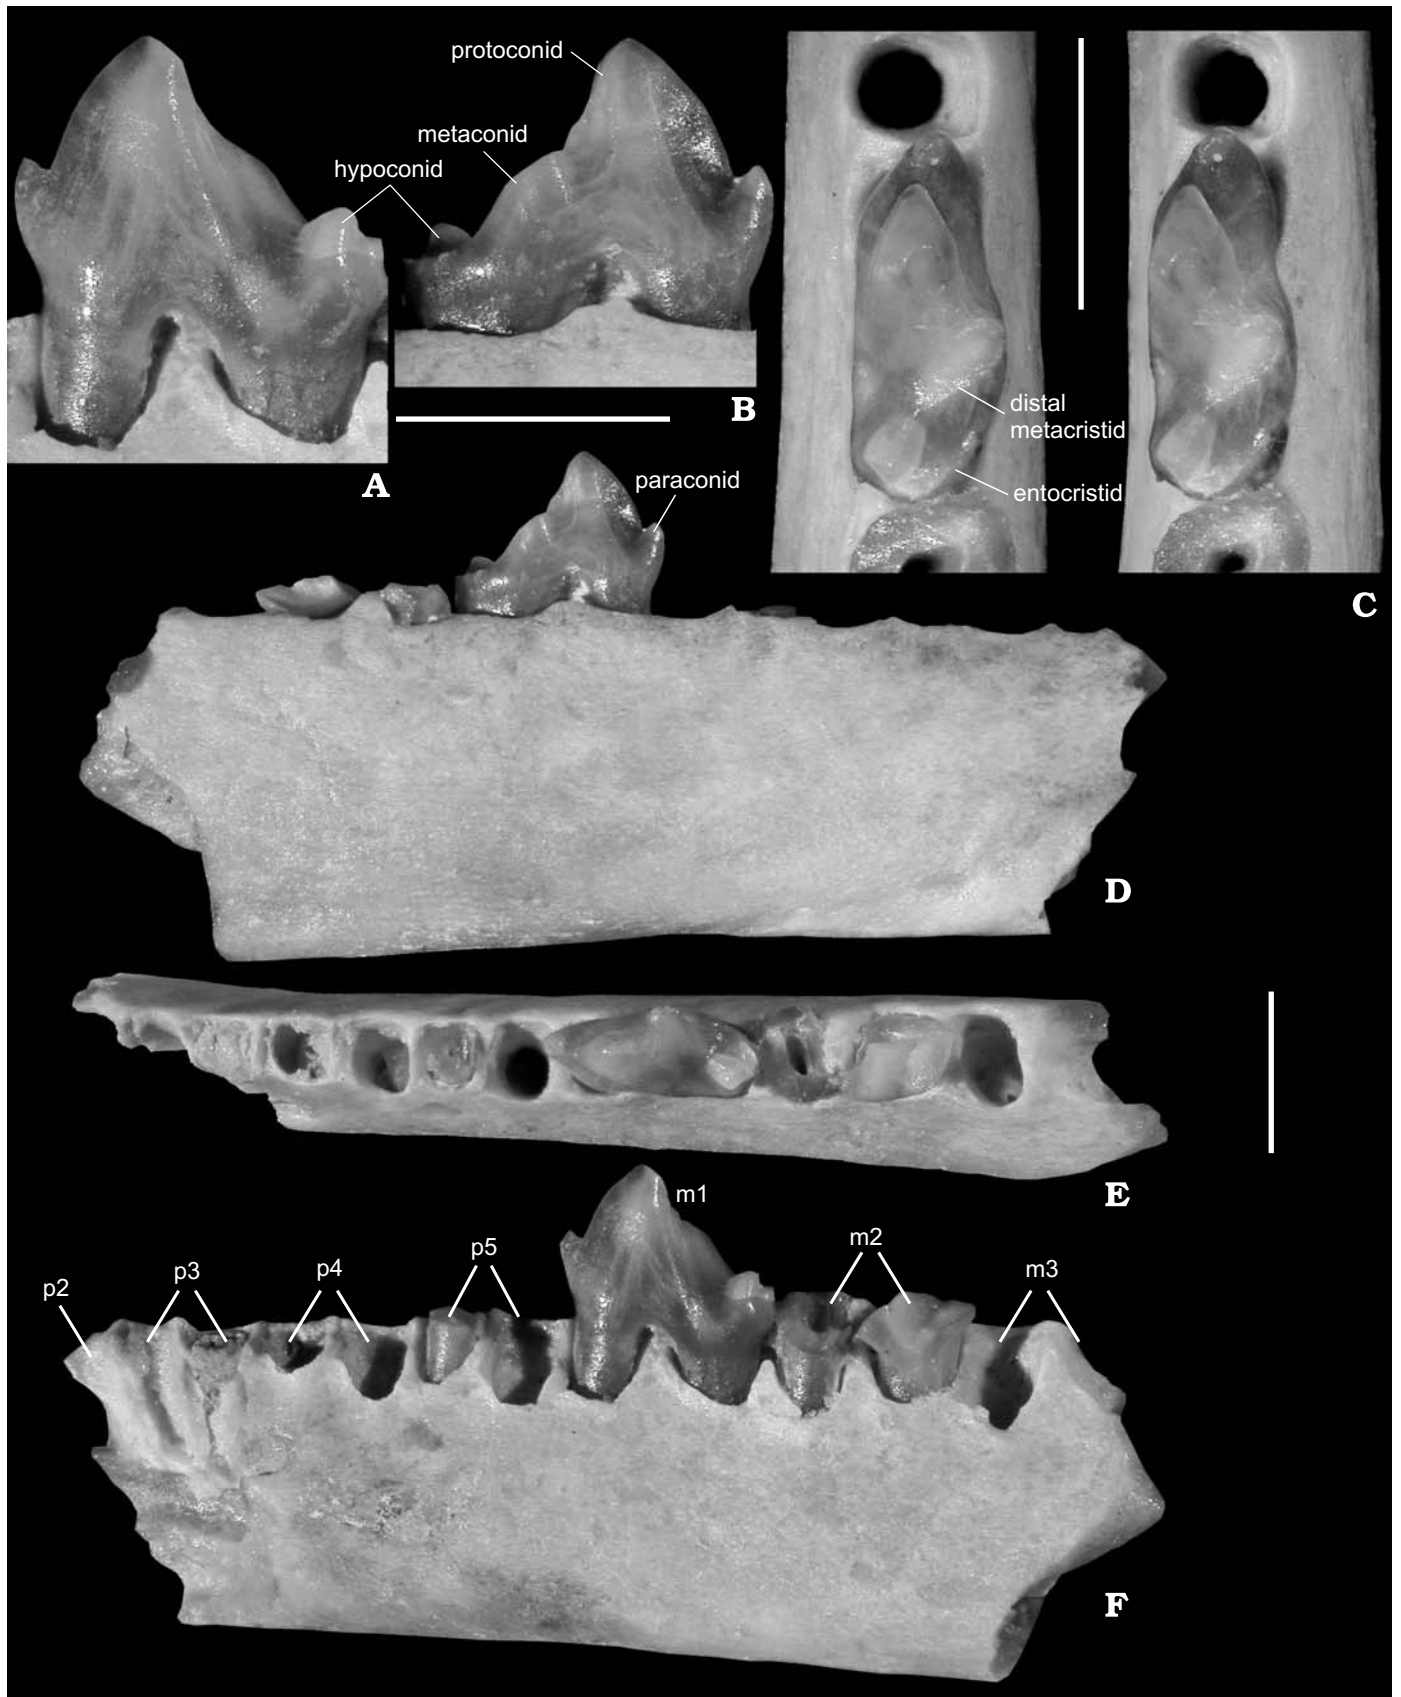 protoconid
metaconid
hypoconid
B
A
distal
metacristid
entocristid
C
paraconid
D
E
m1
p5
m2
p4
m3
p3
p2
F